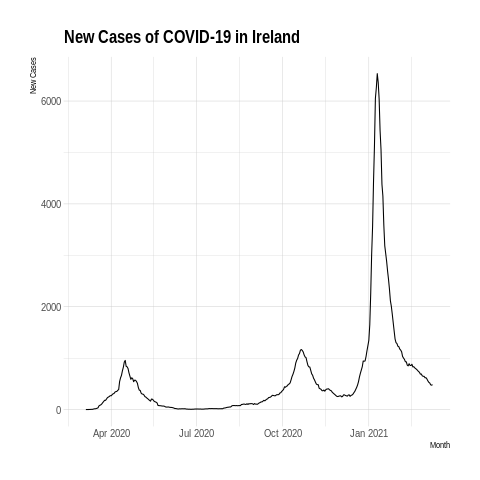 New Cases of COVID-19 in Ireland
New Cases
6000
4000
2000
0
Apr 2020
Jul 2020
Oct 2020
Jan 2021
Month